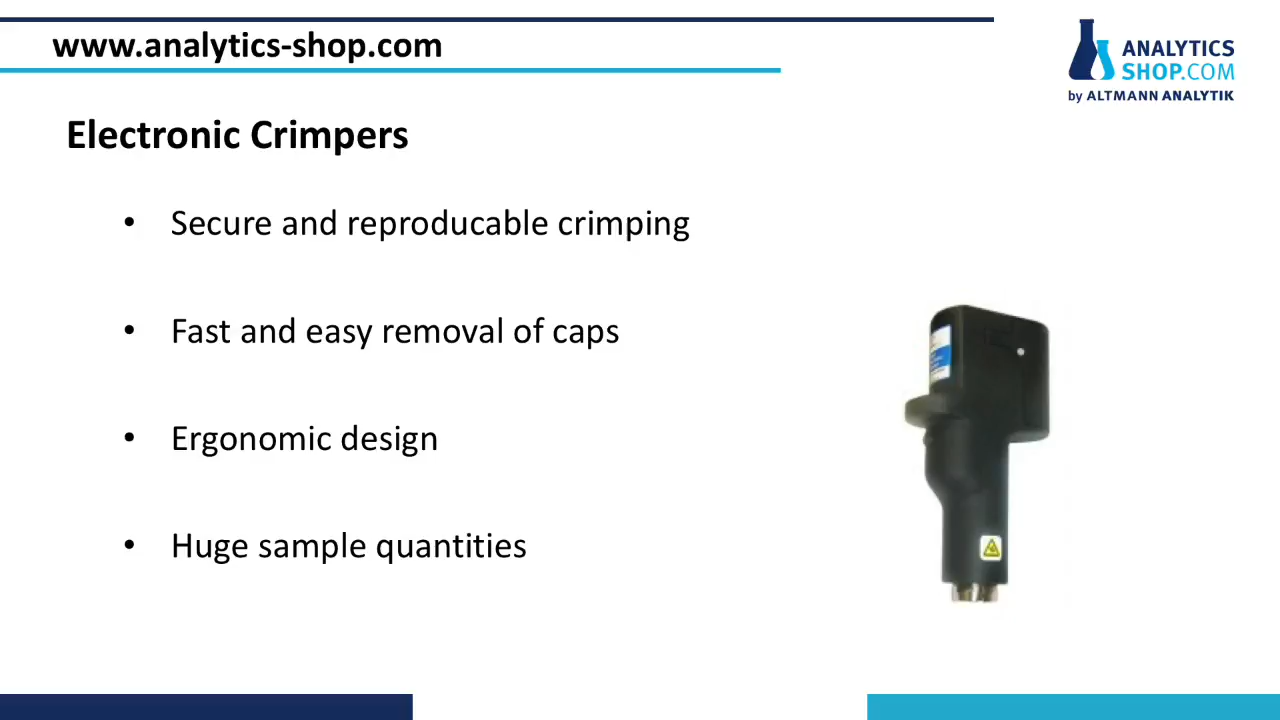 www.analytics-shop.com
ANALYTICS
SHOP.COM
by ALTMANN ANALYTIK
Electronic Crimpers
• Secure and reproducable crimping
• Fast and easy removal of caps
• Ergonomic design
• Huge sample quantities